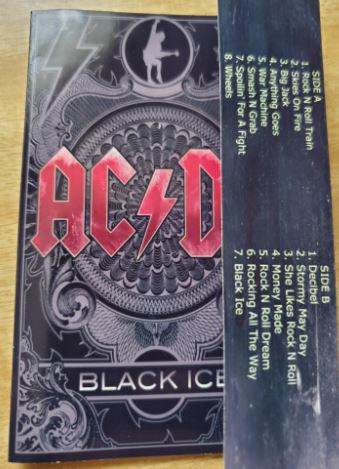 AC⚡D
BLACK ICE
SIDE A
1. Rock N Roll Train
2. Skies On Fire
3. Big Jack
4. Anything Goes
5. War Machine
6. Smash N Grab
7. Spoilin' For A Fight
8. Wheels
SIDE B
1. Decibel
2. Stormy May Day
3. She Likes Rock N Roll
4. Money Made
5. Rock N Roll Dream
6. Rocking All The Way
7. Black Ice